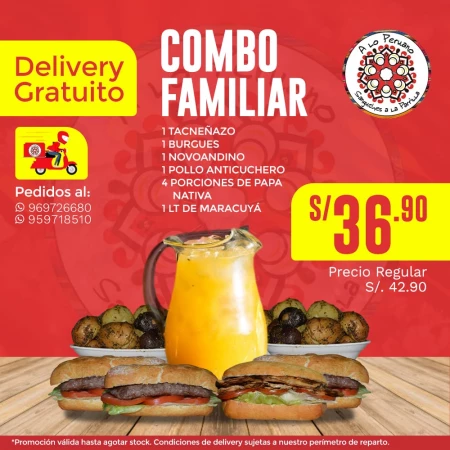 Delivery
Gratuito
Pedidos al:
969726680
959718510
COMBO
FAMILIAR
1 TACNEÑAZO
1 BURGUES
1 NOVOANDINO
1 POLLO ANTICUCHERO
4 PORCIONES DE PAPA
NATIVA
1 LT DE MARACUYÁ
A Lo Peruano
Sanguches a la Parrilla
S/36.90
Precio Regular
S/. 42.90
*Promoción válida hasta agotar stock. Condiciones de delivery sujetas a nuestro perímetro de reparto.